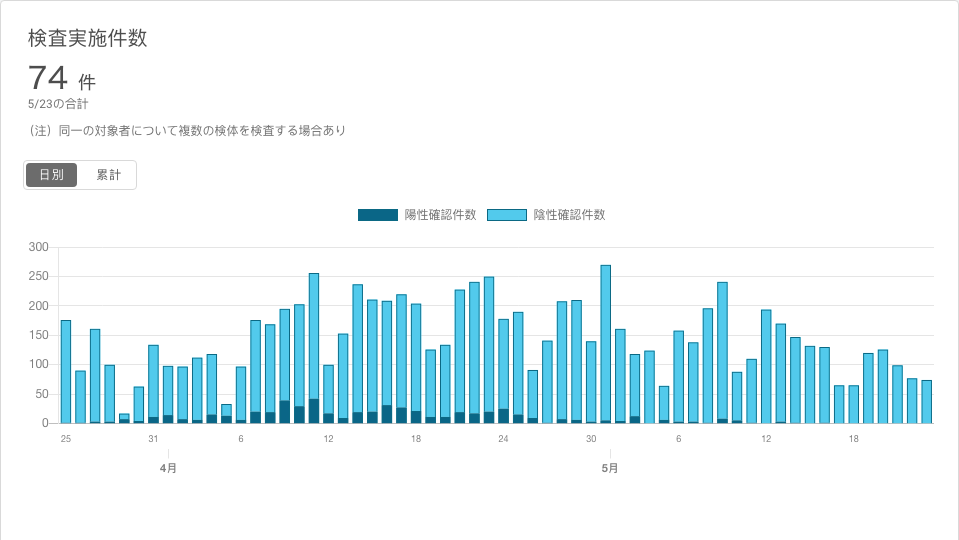 検査実施件数
74 件
5/23の合計
（注）同一の対象者について複数の検体を検査する場合あり
日別 累計
陽性確認件数 陰性確認件数
300
250
200
150
100
50
0
25 31 6 12 18 24 30 6 12 18
4月 5月